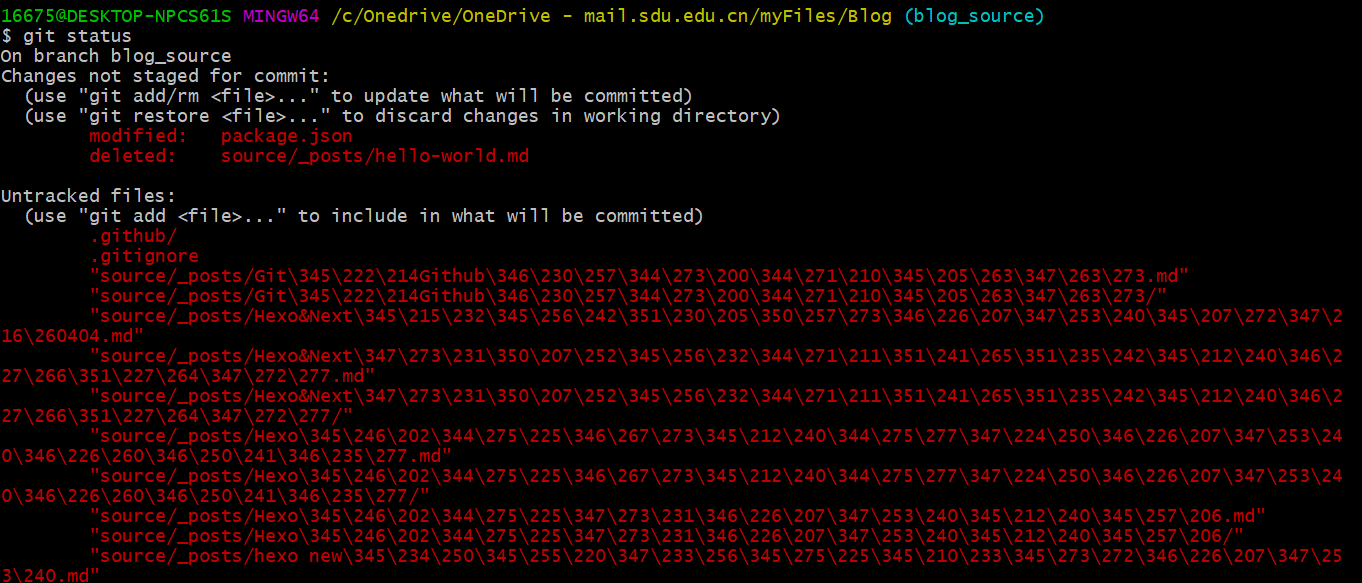 16675@DESKTOP-NPCS61S MINGW64 /c/Onedrive/OneDrive - mail.sdu.edu.cn/myFiles/Blog (blog_source)
$ git status
On branch blog_source
Changes not staged for commit:
  (use "git add/rm <file>..." to update what will be committed)
  (use "git restore <file>..." to discard changes in working directory)
        modified:   package.json
        deleted:    source/_posts/hello-world.md

Untracked files:
  (use "git add <file>..." to include in what will be committed)
        .github/
        .gitignore
        "source/_posts/Git\345\222\214Github\346\230\257\344\273\200\344\271\210\345\205\263\347\263\273.md"
        "source/_posts/Git\345\222\214Github\346\230\257\344\273\200\344\271\210\345\205\263\347\263\273/"
        "source/_posts/Hexo&Next\345\215\232\345\256\242\351\230\205\350\257\273\346\226\207\347\253\240\345\207\272\347\2
16\260404.md"
        "source/_posts/Hexo&Next\347\273\231\350\207\252\345\256\232\344\271\211\351\241\265\351\235\242\345\212\240\346\2
27\266\351\227\264\347\272\277.md"
        "source/_posts/Hexo&Next\347\273\231\350\207\252\345\256\232\344\271\211\351\241\265\351\235\242\345\212\240\346\2
27\266\351\227\264\347\272\277/"
        "source/_posts/Hexo\345\246\202\344\275\225\346\267\273\345\212\240\344\275\277\347\224\250\346\226\207\347\253\24
0\346\226\260\346\250\241\346\235\277.md"
        "source/_posts/Hexo\345\246\202\344\275\225\346\267\273\345\212\240\344\275\277\347\224\250\346\226\207\347\253\24
0\346\226\260\346\250\241\346\235\277/"
        "source/_posts/Hexo\345\246\202\344\275\225\347\273\231\346\226\207\347\253\240\345\212\240\345\257\206.md"
        "source/_posts/Hexo\345\246\202\344\275\225\347\273\231\346\226\207\347\253\240\345\212\240\345\257\206/"
        "source/_posts/hexo new\345\234\250\345\255\220\347\233\256\345\275\225\345\210\233\345\273\272\346\226\207\347\25
3\240.md"